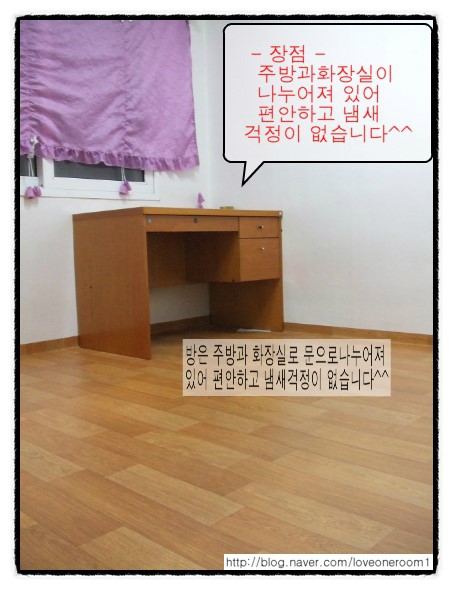 - 장점 -
주방과화장실이
나누어져 있어
편안하고 냄새
걱정이 없습니다^^
방은 주방과 화장실로 문으로나누어져
있어 편안하고 냄새걱정이 없습니다^^
http://blog.naver.com/loveoneroom1